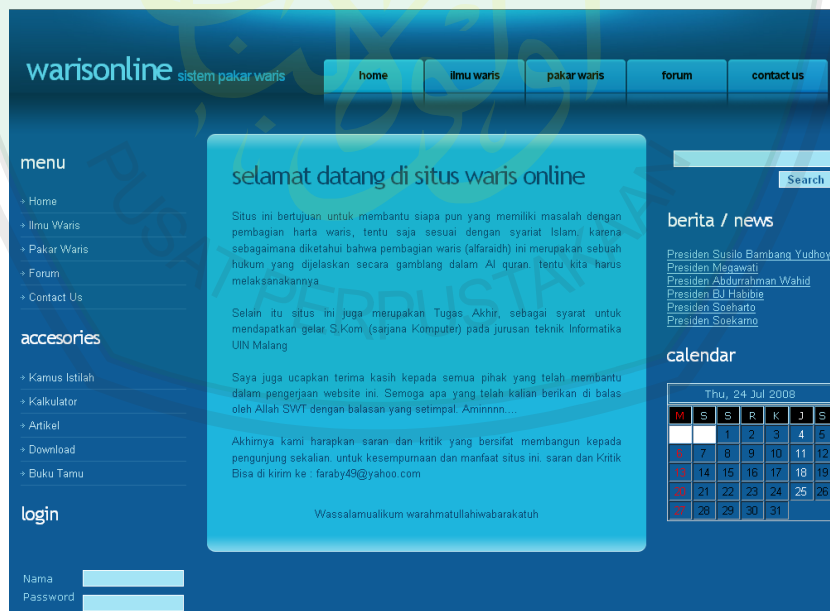 warisonline sistem pakar waris
home
ilmu waris
pakar waris
forum
contact us
menu
Home
Ilmu Waris
Pakar Waris
Forum
Contact Us
accesories
Kamus Istilah
Kalkulator
Artikel
Download
Buku Tamu
login
Nama
Password
selamat datang di situs waris online
Situs ini bertujuan untuk membantu siapa pun yang memiliki masalah dengan
pembagian harta waris, tentu saja sesuai dengan syariat Islam. karena
sebagaimana diketahui bahwa pembagian waris (alfaraidh) ini merupakan sebuah
hukum yang dijelaskan secara gamblang dalam Al quran. tentu kita harus
melaksanakannya
Selain itu situs ini juga merupakan Tugas Akhir, sebagai syarat untuk
mendapatkan gelar S.Kom (sarjana Komputer) pada jurusan teknik Informatika
UIN Malang
Saya juga ucapkan terima kasih kepada semua pihak yang telah membantu
dalam pengerjaan website ini. Semoga apa yang telah kalian berikan di balas
oleh Allah SWT dengan balasan yang setimpal. Aminnnn....
Akhirnya kami harapkan saran dan kritik yang bersifat membangun kepada
pengunjung sekalian. untuk kesempurnaan dan manfaat situs ini. saran dan Kritik
Bisa di kirim ke : faraby49@yahoo.com
Wassalamualikum warahmatullahiwabarakatuh
Search
berita / news
Presiden Susilo Bambang Yudhoy
Presiden Megawati
Presiden Abdurrahman Wahid
Presiden BJ Habibie
Presiden Soeharto
Presiden Soekarno
calendar
Thu, 24 Jul 2008
M S S R K J S
1 2 3 4 5
6 7 8 9 10 11 12
13 14 15 16 17 18 19
20 21 22 23 24 25 26
27 28 29 30 31
PUSAT PERPUSTAKAAN